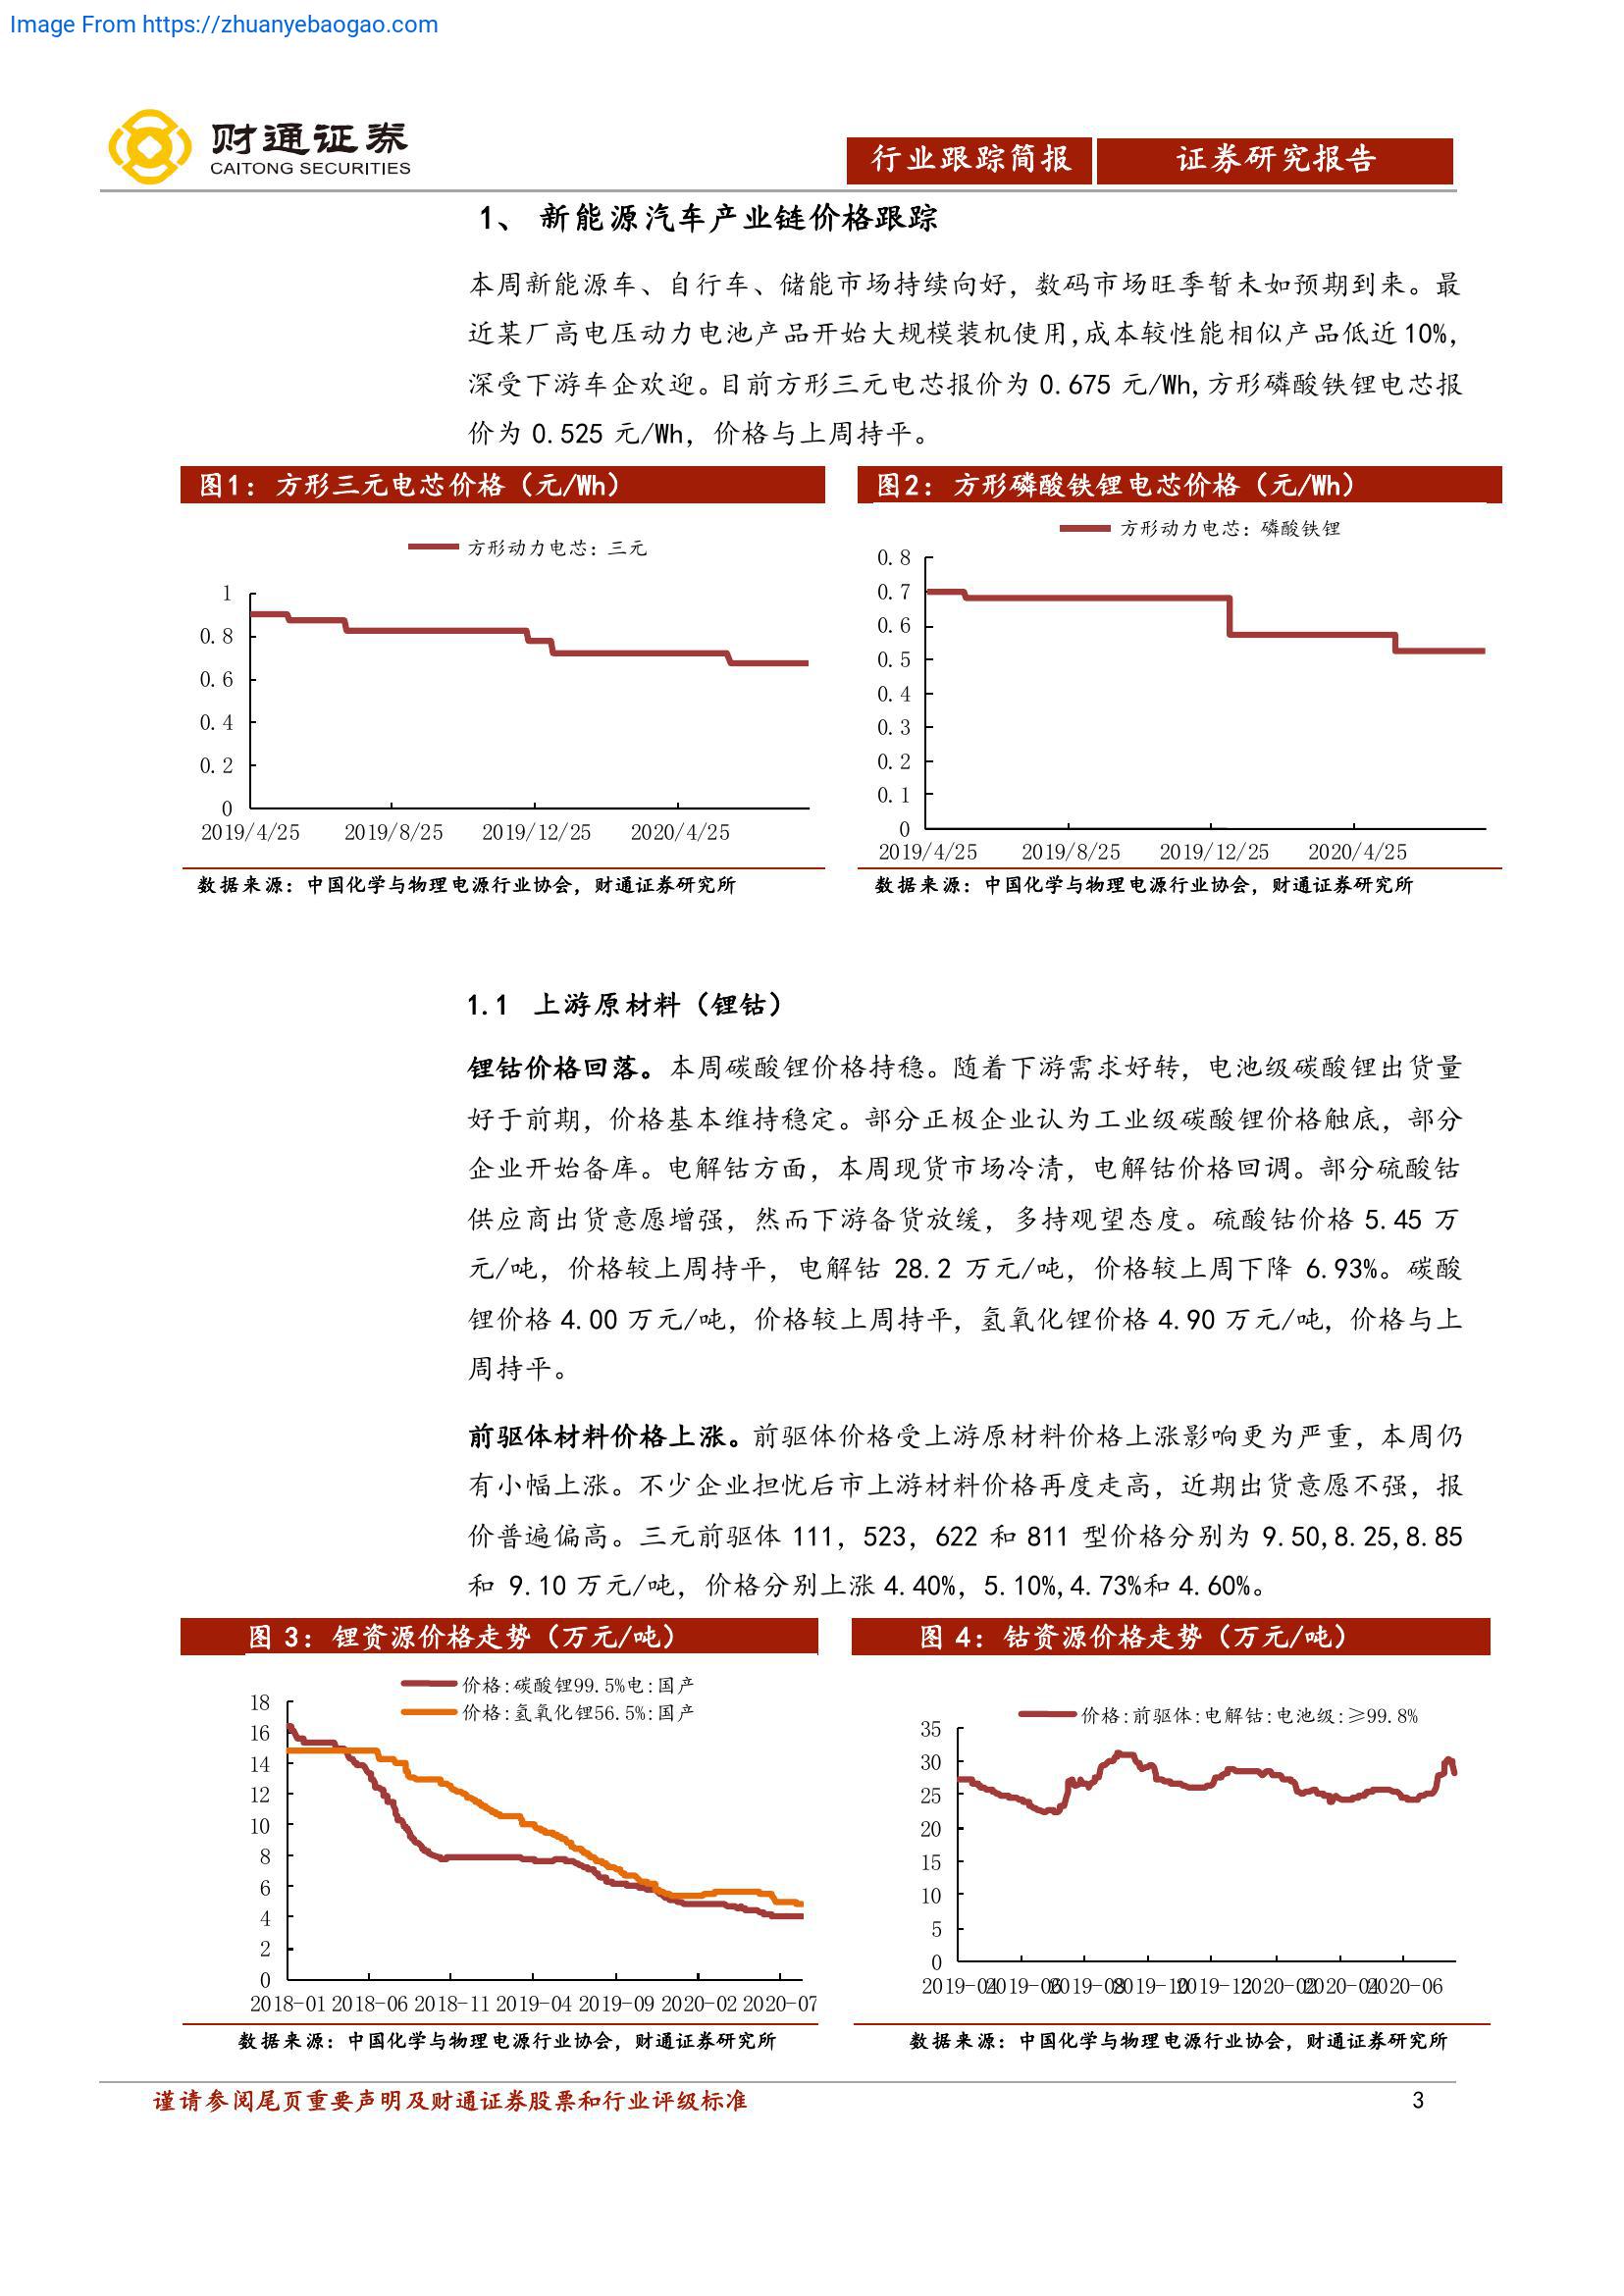 Image From https://zhuanyebaogao.com
财通证券
CAITONG SECURITIES
行业跟踪简报
证券研究报告
1、 新能源汽车产业链价格跟踪
本周新能源车、自行车、储能市场持续向好，数码市场旺季暂未如预期到来。最
近某厂高电压动力电池产品开始大规模装机使用,成本较性能相似产品低近10%,
深受下游车企欢迎。目前方形三元电芯报价为 0.675 元/Wh,方形磷酸铁锂电芯报
价为 0.525 元/Wh，价格与上周持平。
图1：方形三元电芯价格（元/Wh）
方形动力电芯：三元
1
0.8
0.6
0.4
0.2
0
2019/4/25 2019/8/25 2019/12/25 2020/4/25
数据来源：中国化学与物理电源行业协会，财通证券研究所
图2：方形磷酸铁锂电芯价格（元/Wh）
方形动力电芯：磷酸铁锂
0.8
0.7
0.6
0.5
0.4
0.3
0.2
0.1
0
2019/4/25 2019/8/25 2019/12/25 2020/4/25
数据来源：中国化学与物理电源行业协会，财通证券研究所
1.1 上游原材料（锂钴）
锂钴价格回落。本周碳酸锂价格持稳。随着下游需求好转，电池级碳酸锂出货量
好于前期，价格基本维持稳定。部分正极企业认为工业级碳酸锂价格触底，部分
企业开始备库。电解钴方面，本周现货市场冷清，电解钴价格回调。部分硫酸钴
供应商出货意愿增强，然而下游备货放缓，多持观望态度。硫酸钴价格 5.45 万
元/吨，价格较上周持平，电解钴 28.2 万元/吨，价格较上周下降 6.93%。碳酸
锂价格 4.00 万元/吨，价格较上周持平，氢氧化锂价格 4.90 万元/吨，价格与上
周持平。
前驱体材料价格上涨。前驱体价格受上游原材料价格上涨影响更为严重，本周仍
有小幅上涨。不少企业担忧后市上游材料价格再度走高，近期出货意愿不强，报
价普遍偏高。三元前驱体 111，523，622 和 811 型价格分别为 9.50,8.25,8.85
和 9.10 万元/吨，价格分别上涨 4.40%，5.10%,4.73%和 4.60%。
图 3：锂资源价格走势（万元/吨）
价格:碳酸锂99.5%电:国产
价格:氢氧化锂56.5%:国产
18
16
14
12
10
8
6
4
2
0
2018-01 2018-06 2018-11 2019-04 2019-09 2020-02 2020-07
数据来源：中国化学与物理电源行业协会，财通证券研究所
图 4：钴资源价格走势（万元/吨）
价格:前驱体:电解钴:电池级:≥99.8%
35
30
25
20
15
10
5
0
2019-04 2019-06 2019-08 2019-10 2019-12 2020-02 2020-04 2020-06
数据来源：中国化学与物理电源行业协会，财通证券研究所
谨请参阅尾页重要声明及财通证券股票和行业评级标准
3